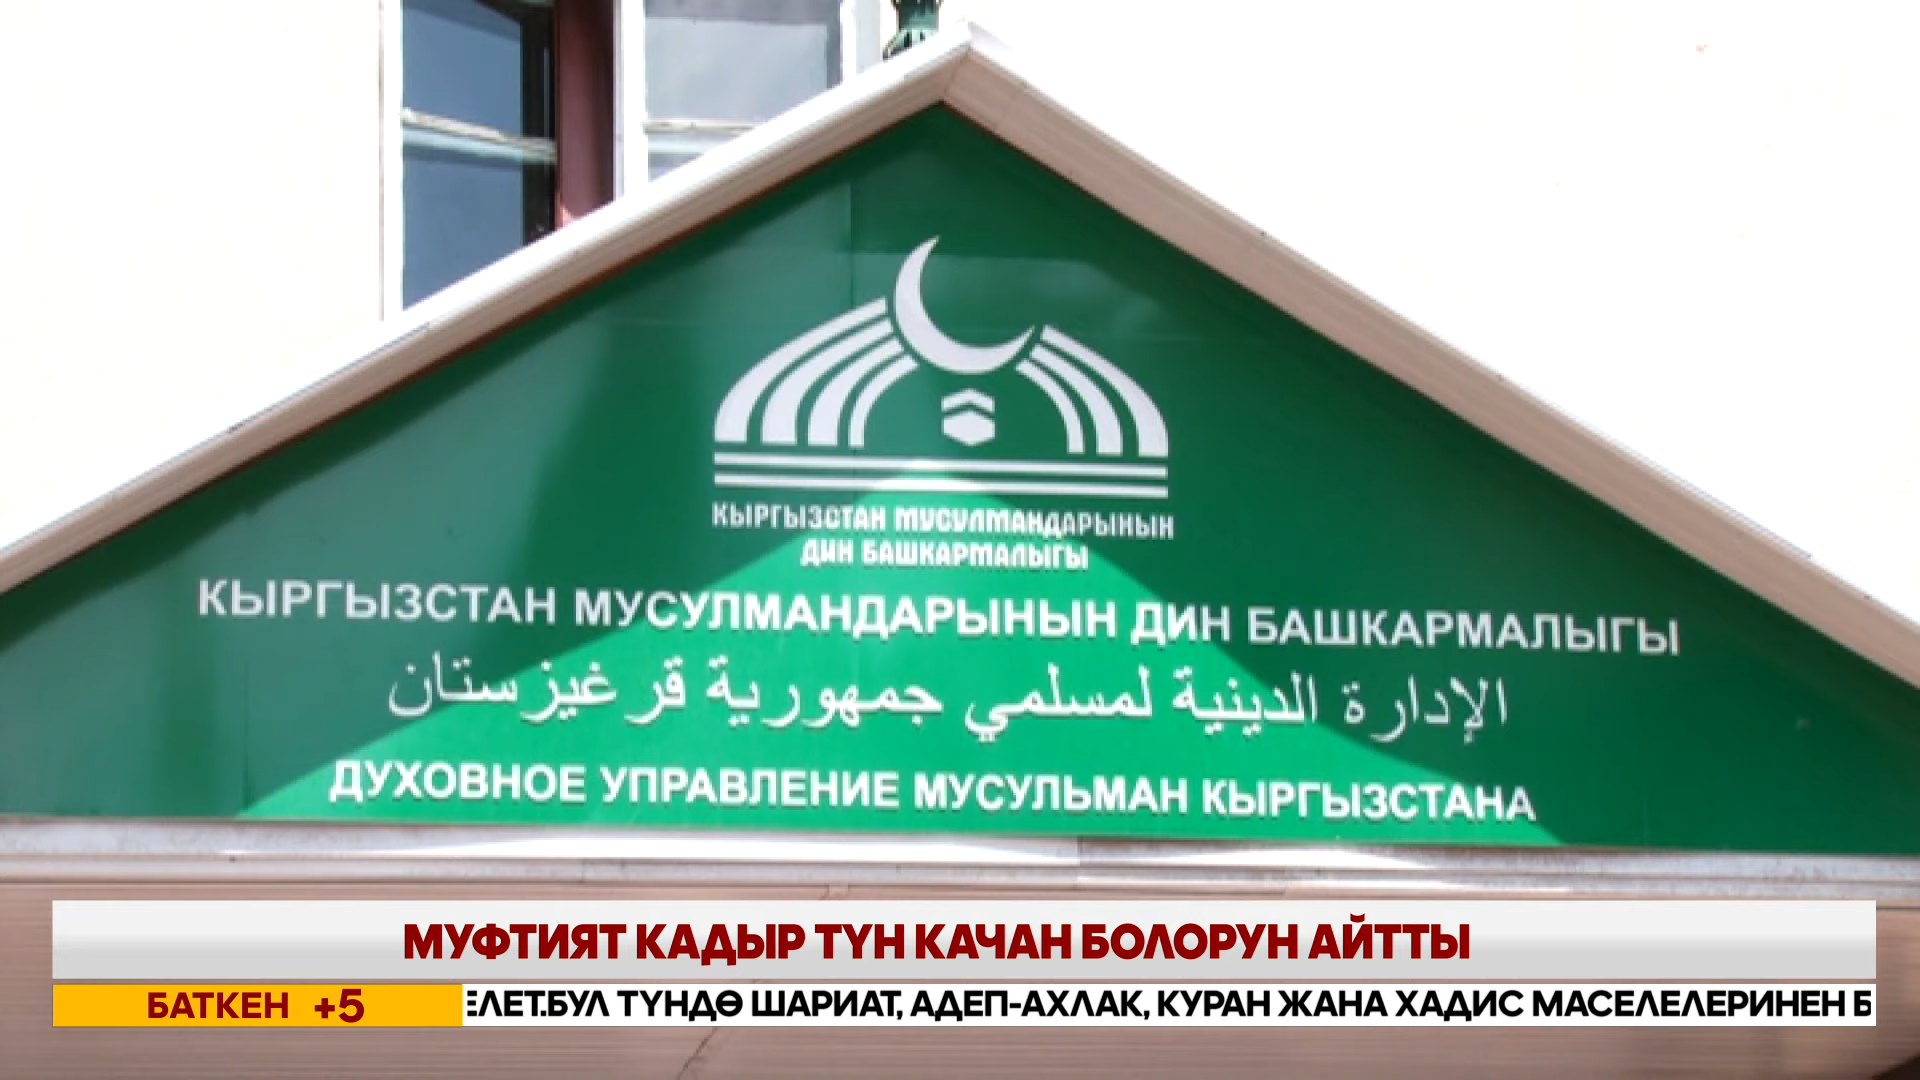 КЫРГЫЗСТАН МУСУЛМАНДАРЫНЫН
ДИН БАШКАРМАЛЫГЫ
КЫРГЫЗСТАН МУСУЛМАНДАРЫНЫН ДИН БАШКАРМАЛЫГЫ
الإدارة الدينية لمسلمي جمهورية قرغيزستان
ДУХОВНОЕ УПРАВЛЕНИЕ МУСУЛЬМАН КЫРГЫЗСТАНА
МУФТИЯТ КАДЫР ТҮН КАЧАН БОЛОРУН АЙТТЫ
БАТКЕН +5
ЕЛЕТ.БУЛ ТҮНДӨ ШАРИАТ, АДЕП-АХЛАК, КУРАН ЖАНА ХАДИС МАСЕЛЕЛЕРИНЕН Б